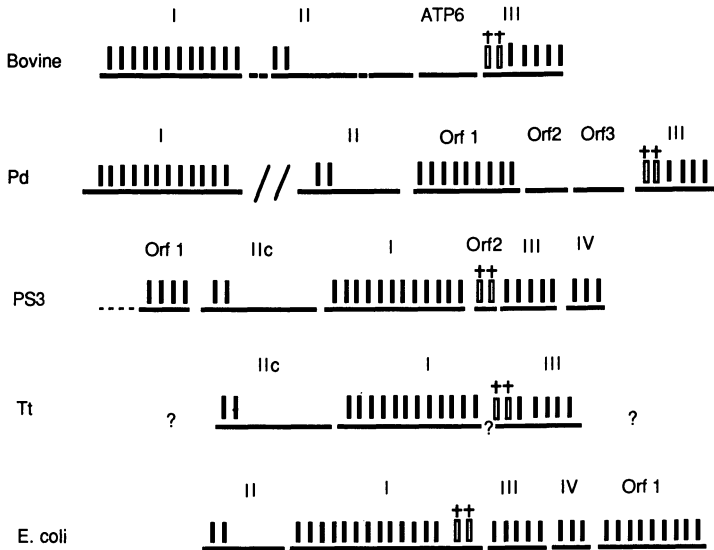 I II ATP6 III
††
Bovine
I II Orf 1 Orf2 Orf3 III
††
Pd
Orf 1 IIc I Orf2 III IV
††
PS3
IIc I III
††
Tt ? ? ?
II I III IV Orf 1
††
E. coli